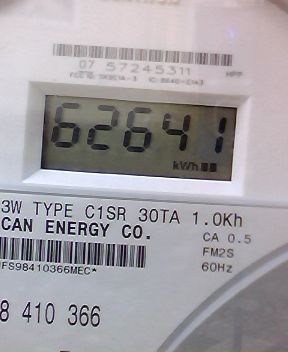 07 57245311
HPP
62641
kWh
3W TYPE C1SR 30TA 1.0Kh
CAN ENERGY CO.
CA 0.5
FM2S
60Hz
FS98410366MEC*
8 410 366